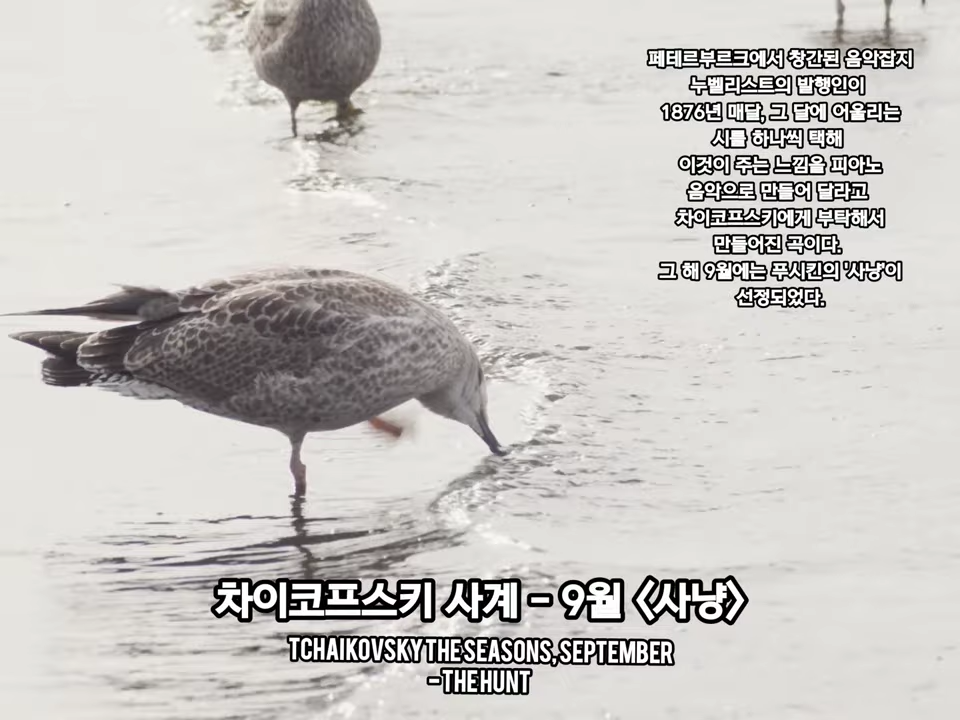 페테르부르크에서 창간된 음악잡지
누벨리스트의 발행인이
1876년 매달, 그 달에 어울리는
시를 하나씩 택해
이것이 주는 느낌을 피아노
음악으로 만들어 달라고
차이코프스키에게 부탁해서
만들어진 곡이다.
그 해 9월에는 푸시킨의 '사냥'이
선정되었다.
차이코프스키 사계 - 9월 〈사냥〉
TCHAIKOVSKY THE SEASONS, SEPTEMBER
- THE HUNT